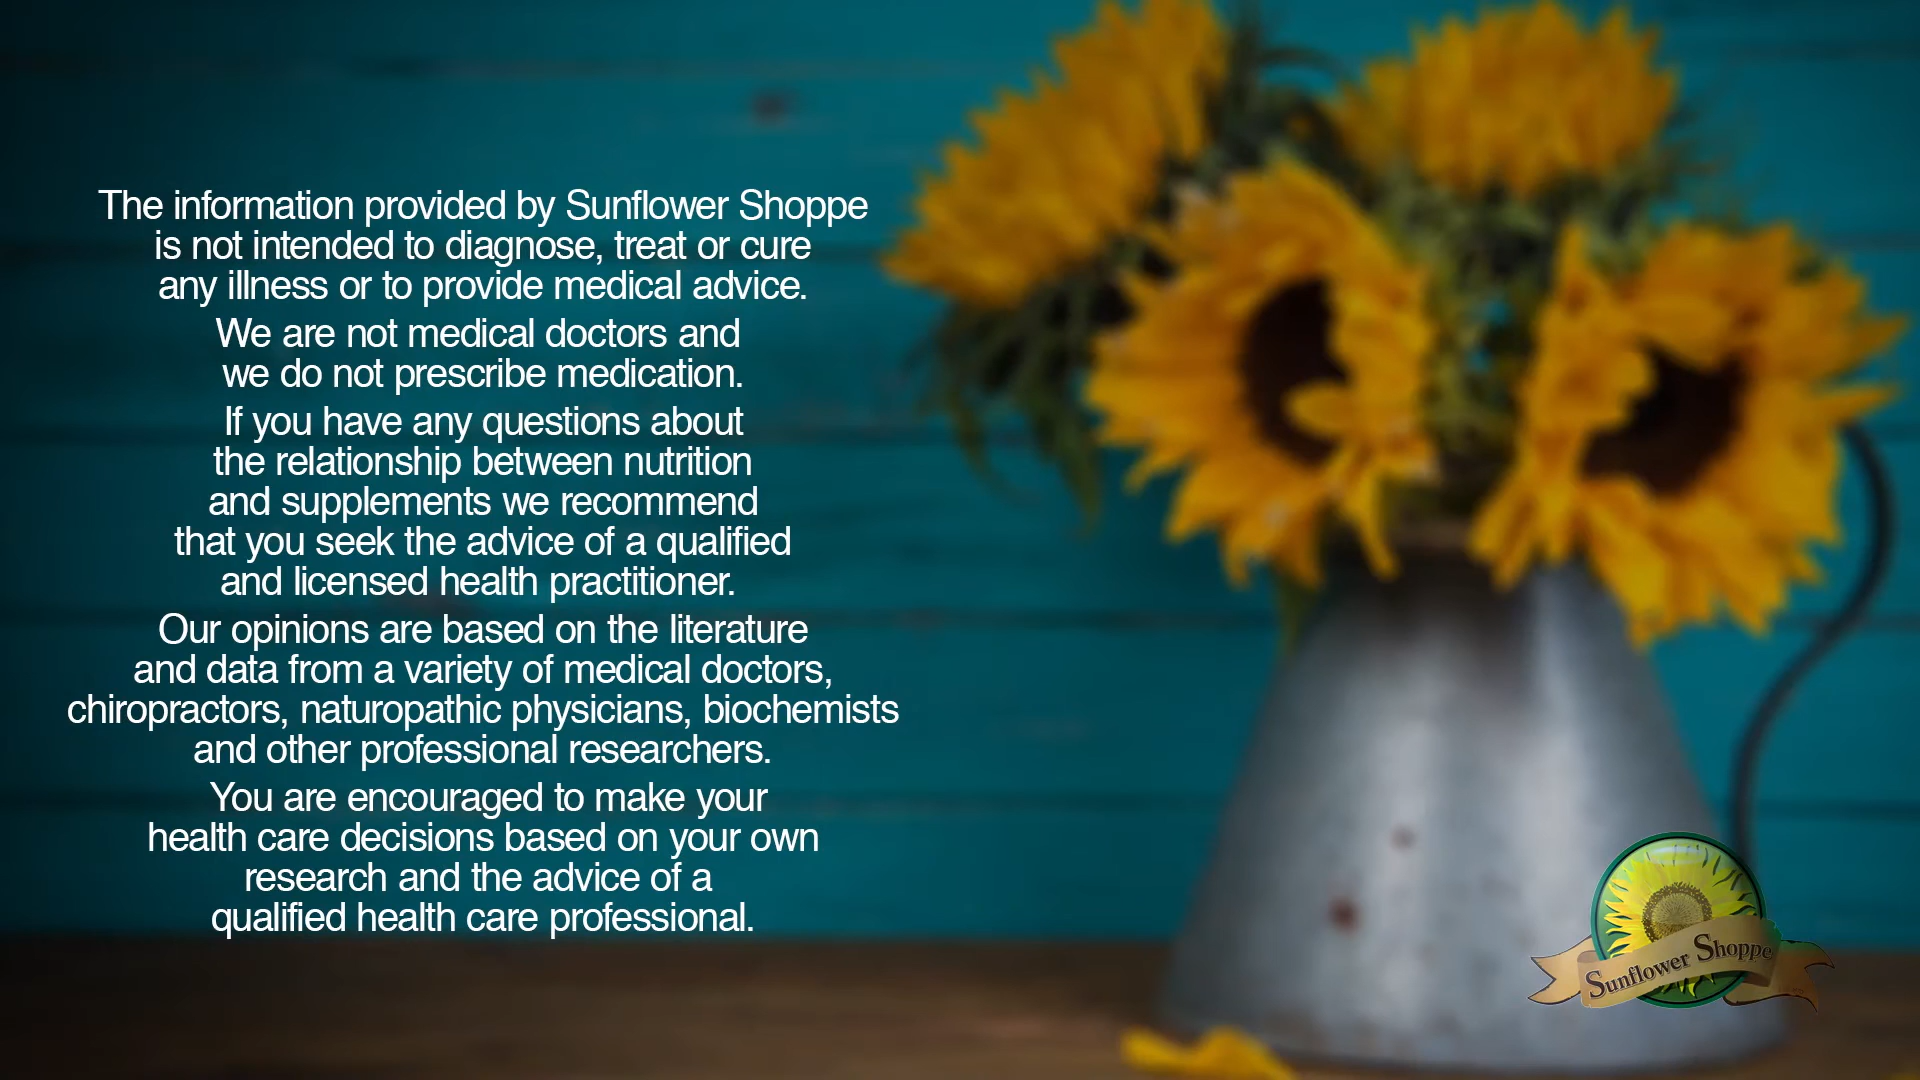 The information provided by Sunflower Shoppe
is not intended to diagnose, treat or cure
any illness or to provide medical advice.
We are not medical doctors and
we do not prescribe medication.
If you have any questions about
the relationship between nutrition
and supplements we recommend
that you seek the advice of a qualified
and licensed health practitioner.
Our opinions are based on the literature
and data from a variety of medical doctors,
chiropractors, naturopathic physicians, biochemists
and other professional researchers.
You are encouraged to make your
health care decisions based on your own
research and the advice of a
qualified health care professional.
Sunflower Shoppe